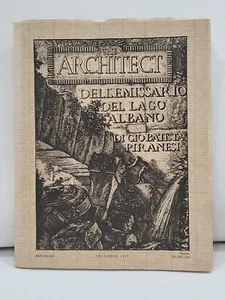 THE
ARCHITECT
DELL EMISSARIO
DEL LAGO
ALBANO
DI GIO BATISTA
PIRANESI